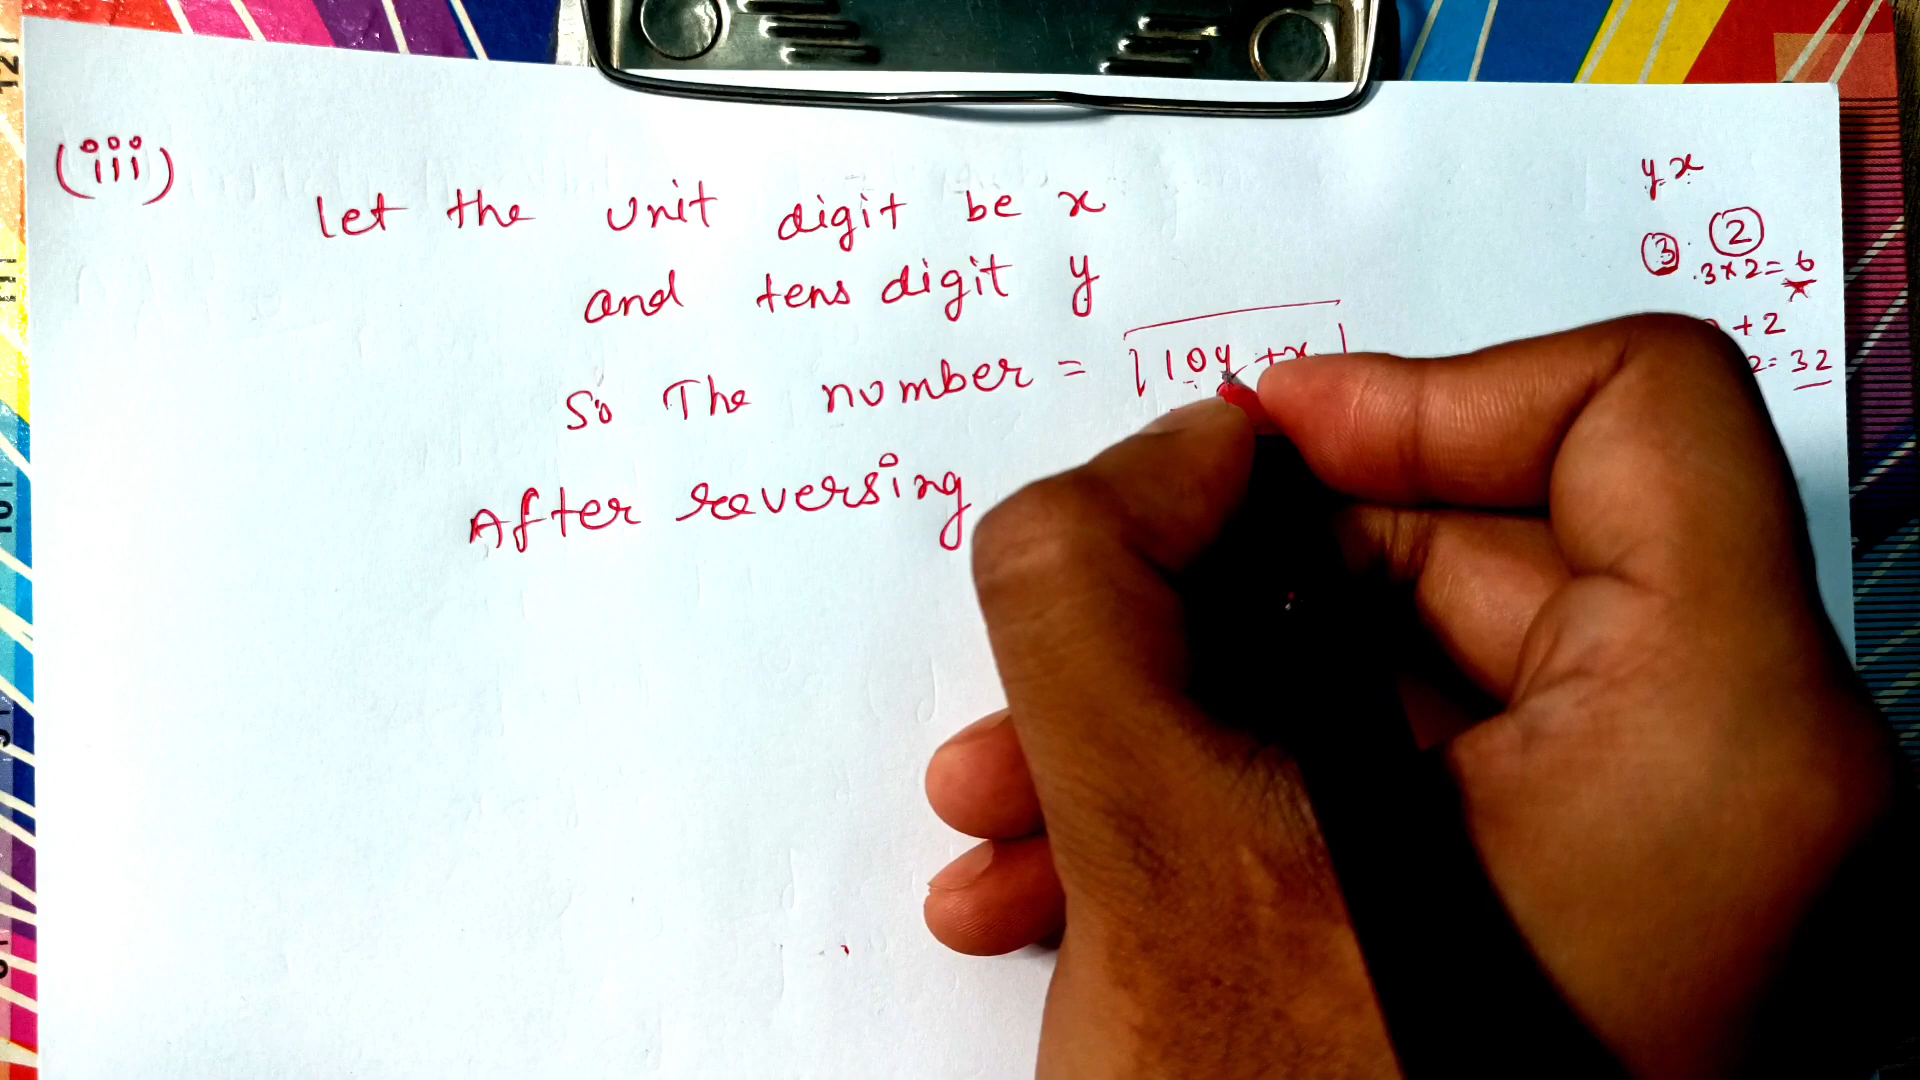 (iii)
let the unit digit be x
and tens digit y
So The number = 10y + x
After reversing
y x
3 2
3 x 2 = 6
+ 2
2 = 32